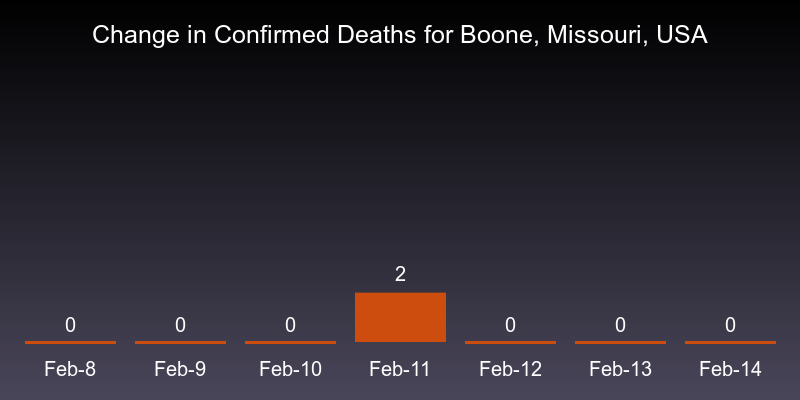 Change in Confirmed Deaths for Boone, Missouri, USA
2
0 0 0 0 0 0
Feb-8 Feb-9 Feb-10 Feb-11 Feb-12 Feb-13 Feb-14